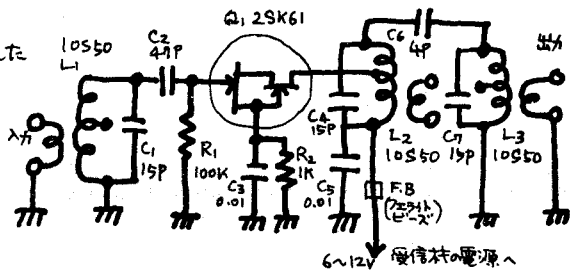 した
10S50
L1
C2
47P
Q1 2SK61
C6
4P
出力
入力
C1
15P
R1
100K
C3
0.01
R2
1K
C4
15P
C5
0.01
L2
10S50
C7
15P
L3
10S50
F.B
(フェライト
ビーズ)
6~12V
受信機の電源へ